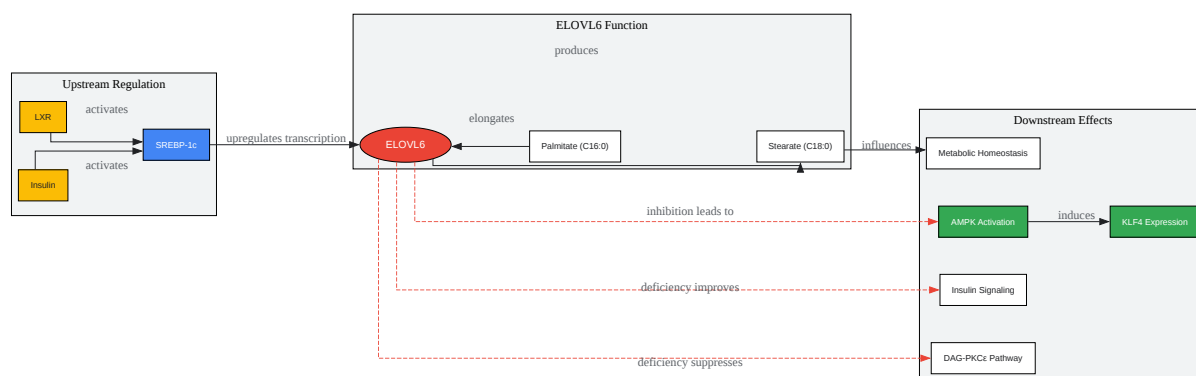 ELOVL6 Function
produces
Upstream Regulation
LXR
activates
SREBP-1c
activates
Insulin
upregulates transcription
ELOVL6
elongates
Palmitate (C16:0)
Stearate (C18:0)
influences
Downstream Effects
Metabolic Homeostasis
inhibition leads to
AMPK Activation
induces
KLF4 Expression
deficiency improves
Insulin Signaling
deficiency suppresses
DAG-PKCε Pathway